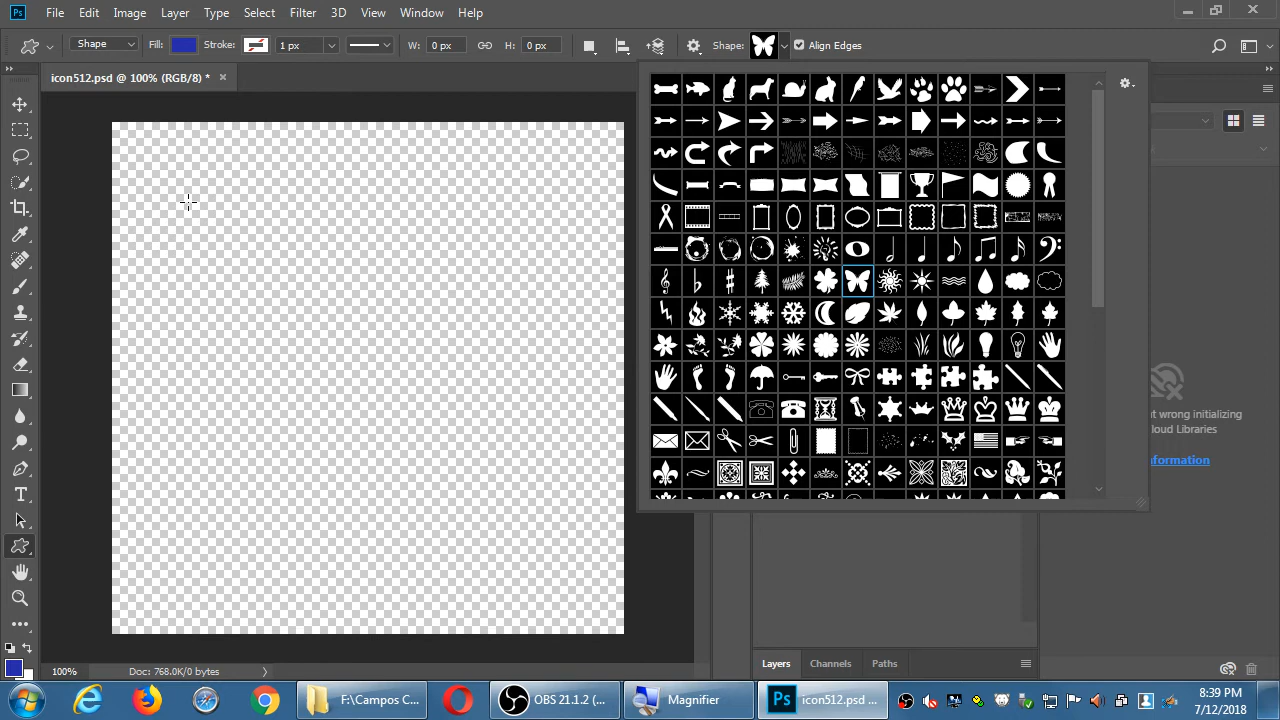 Ps File Edit Image Layer Type Select Filter 3D View Window Help
Shape Fill: Stroke: 1 px W: 0 px H: 0 px Shape: Align Edges
icon512.psd @ 100% (RGB/8) *
t wrong initializing
loud Libraries
nformation
100% Doc: 768.0K/0 bytes
Layers Channels Paths
F:\Campos C... OBS 21.1.2 (... Magnifier Ps icon512.psd ...
8:39 PM
7/12/2018